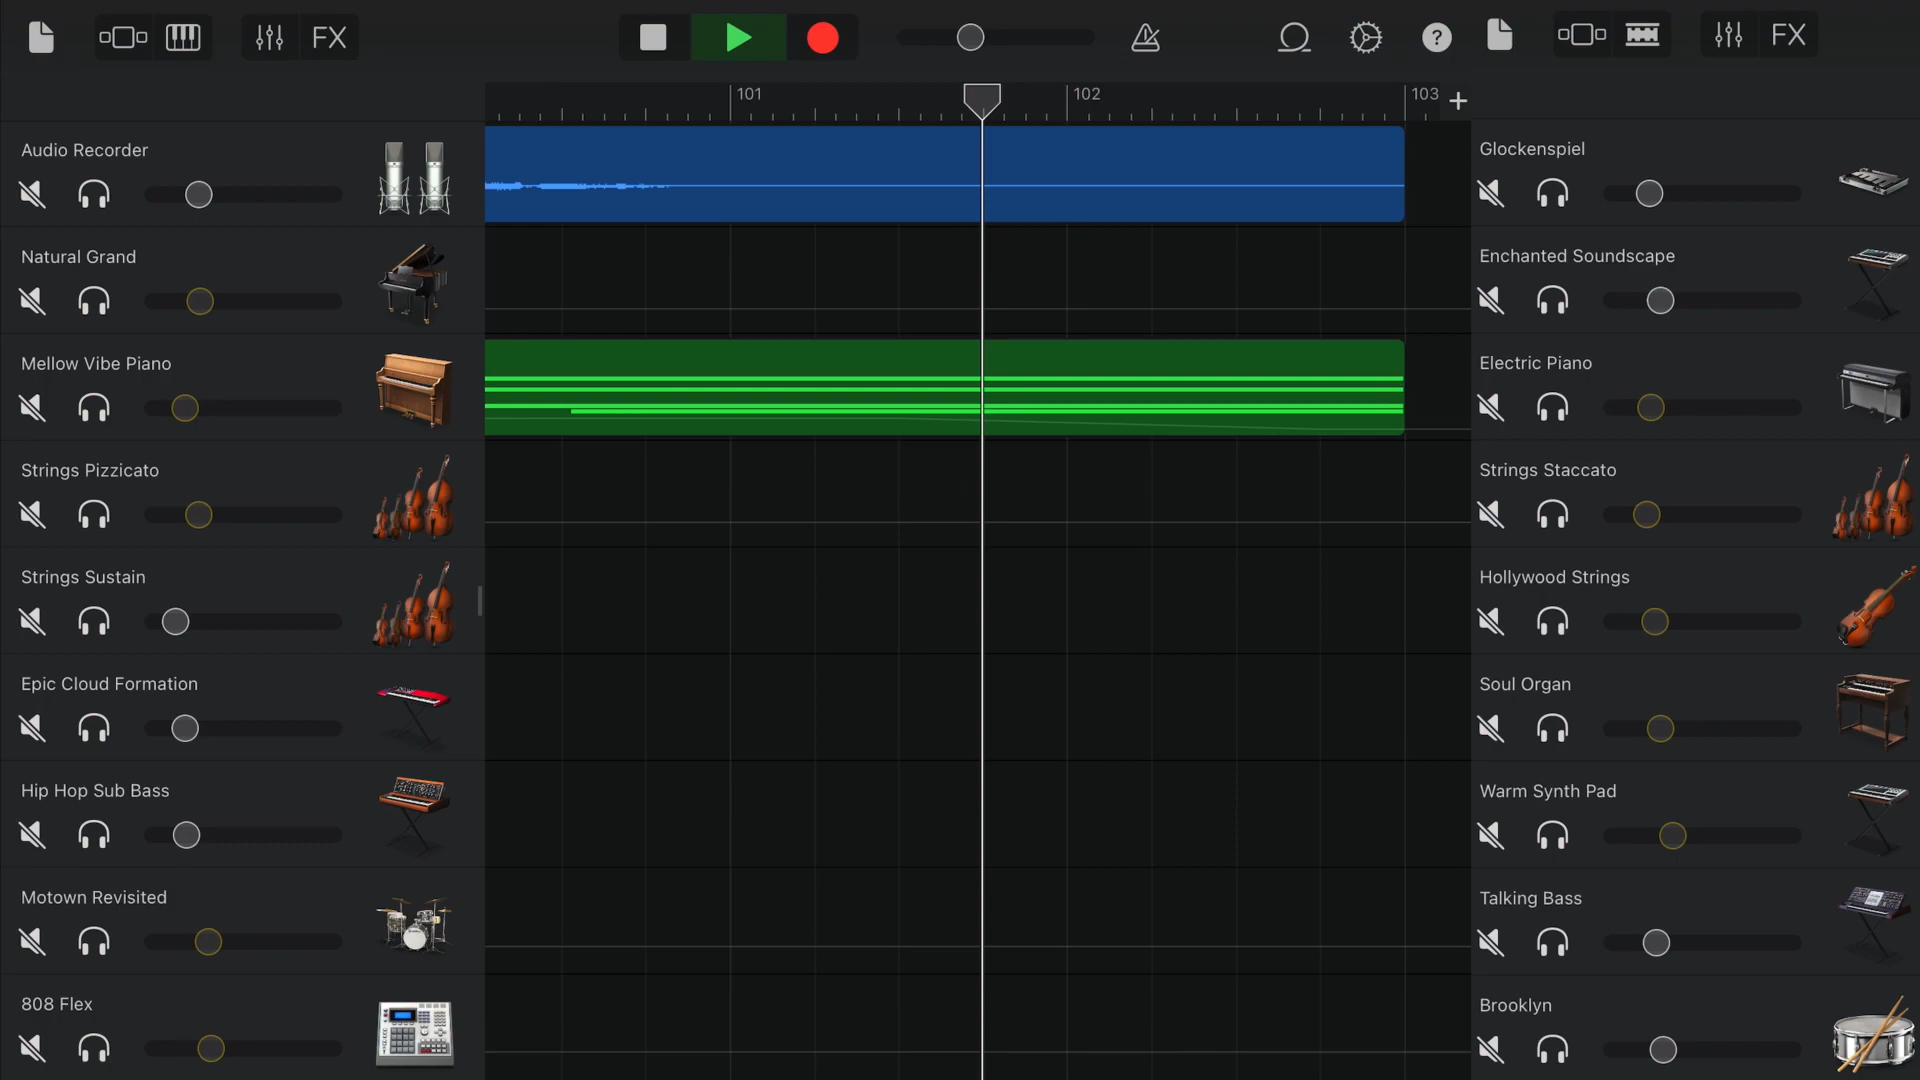 FX
?
FX
101
102
103
+
Audio Recorder
Natural Grand
Mellow Vibe Piano
Strings Pizzicato
Strings Sustain
Epic Cloud Formation
Hip Hop Sub Bass
Motown Revisited
808 Flex
Glockenspiel
Enchanted Soundscape
Electric Piano
Strings Staccato
Hollywood Strings
Soul Organ
Warm Synth Pad
Talking Bass
Brooklyn